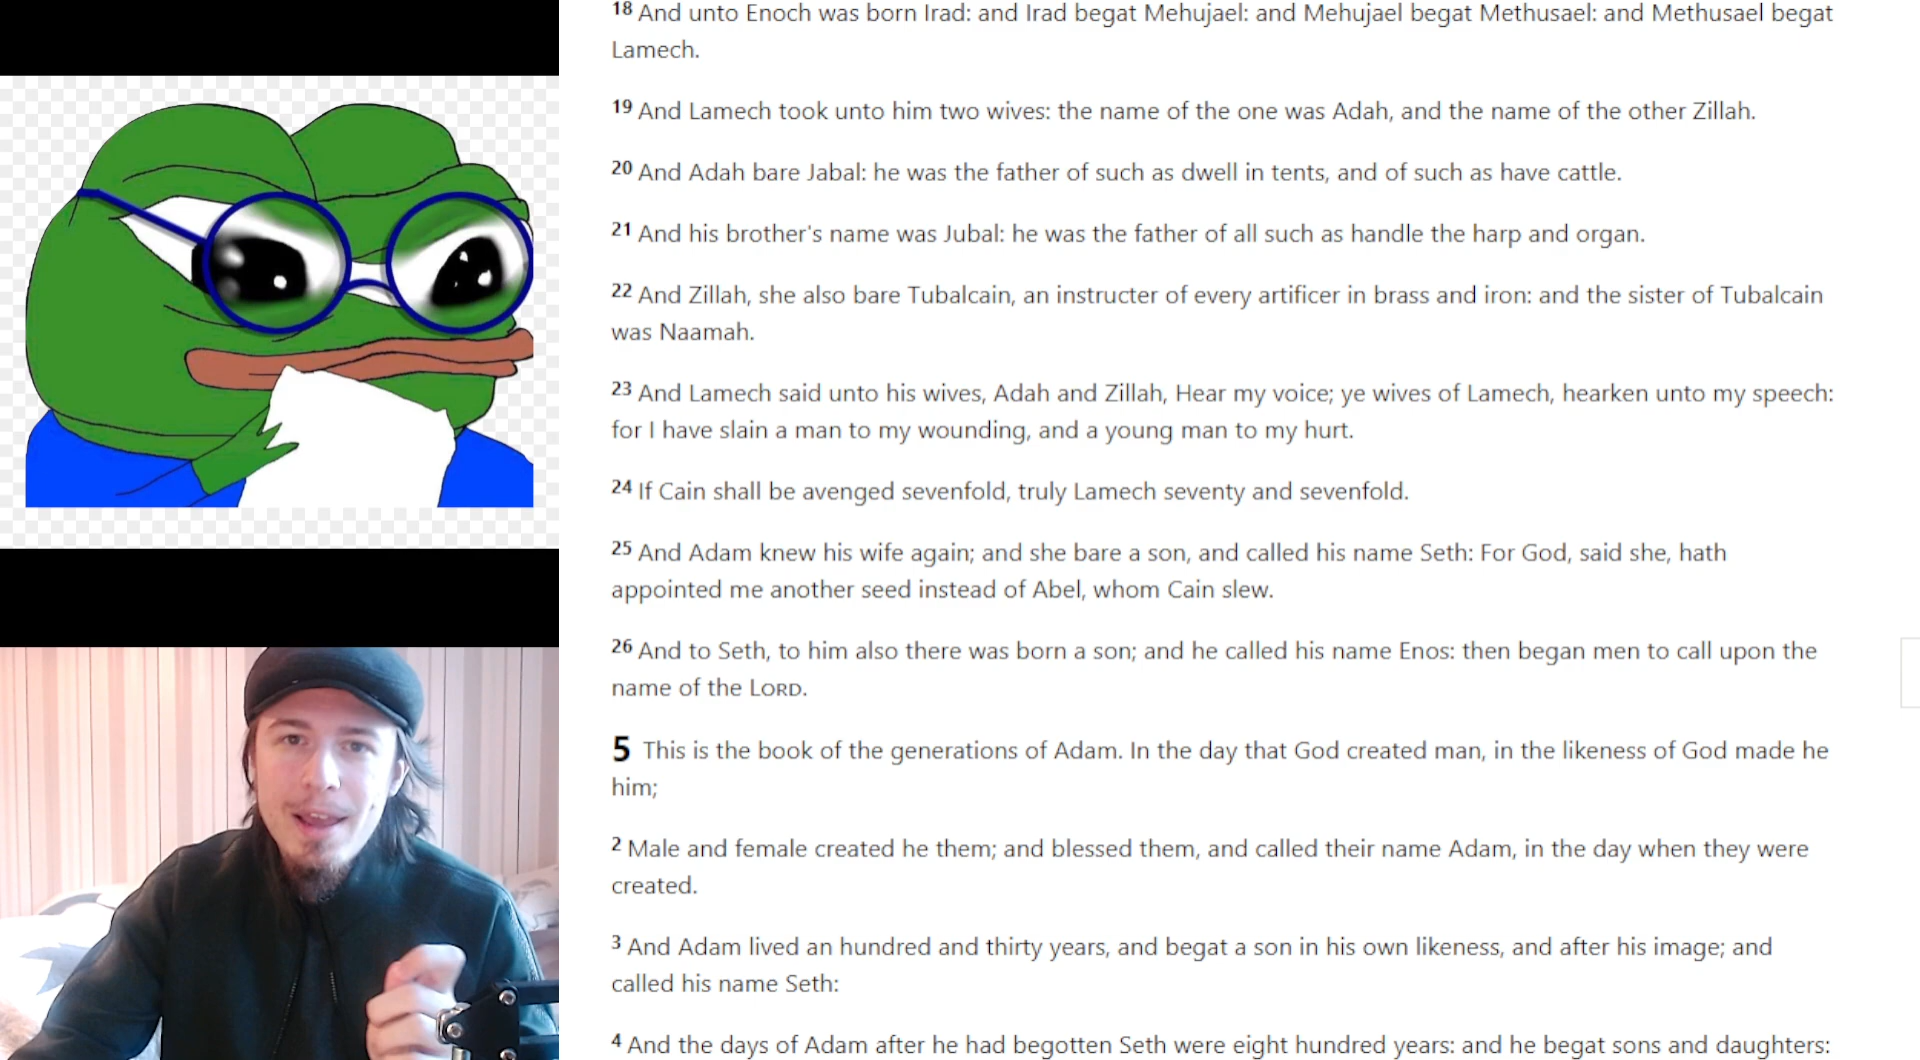 18 And unto Enoch was born Irad: and Irad begat Mehujael: and Mehujael begat Methusael: and Methusael begat
Lamech.
19 And Lamech took unto him two wives: the name of the one was Adah, and the name of the other Zillah.
20 And Adah bare Jabal: he was the father of such as dwell in tents, and of such as have cattle.
21 And his brother's name was Jubal: he was the father of all such as handle the harp and organ.
22 And Zillah, she also bare Tubalcain, an instructer of every artificer in brass and iron: and the sister of Tubalcain
was Naamah.
23 And Lamech said unto his wives, Adah and Zillah, Hear my voice; ye wives of Lamech, hearken unto my speech:
for I have slain a man to my wounding, and a young man to my hurt.
24 If Cain shall be avenged sevenfold, truly Lamech seventy and sevenfold.
25 And Adam knew his wife again; and she bare a son, and called his name Seth: For God, said she, hath
appointed me another seed instead of Abel, whom Cain slew.
26 And to Seth, to him also there was born a son; and he called his name Enos: then began men to call upon the
name of the LORD.
5 This is the book of the generations of Adam. In the day that God created man, in the likeness of God made he
him;
2 Male and female created he them; and blessed them, and called their name Adam, in the day when they were
created.
3 And Adam lived an hundred and thirty years, and begat a son in his own likeness, and after his image; and
called his name Seth:
4 And the days of Adam after he had begotten Seth were eight hundred years: and he begat sons and daughters: